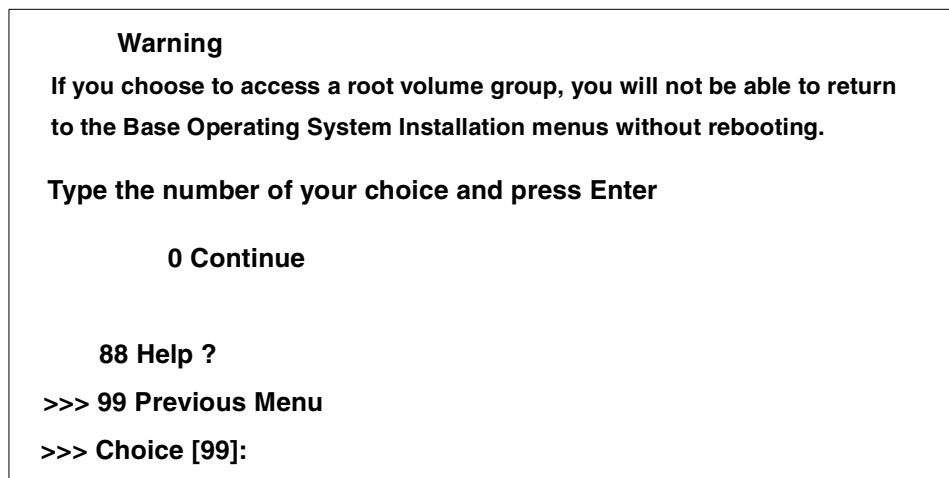 Warning
If you choose to access a root volume group, you will not be able to return
to the Base Operating System Installation menus without rebooting.
Type the number of your choice and press Enter
0 Continue
88 Help ?
>>> 99 Previous Menu
>>> Choice [99]: